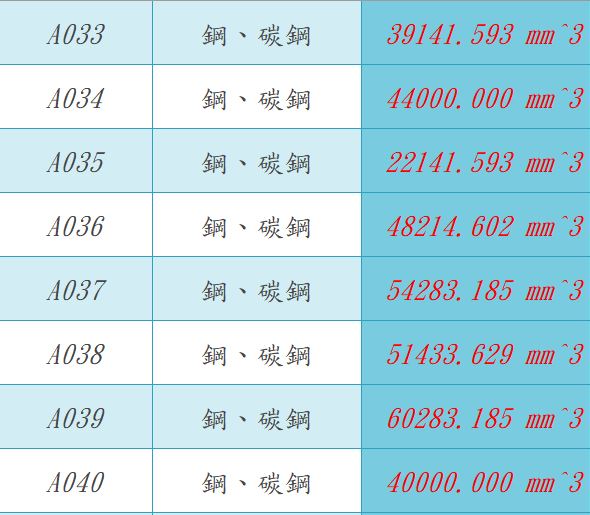 A033 鋼、碳鋼 39141.593 mm^3
A034 鋼、碳鋼 44000.000 mm^3
A035 鋼、碳鋼 22141.593 mm^3
A036 鋼、碳鋼 48214.602 mm^3
A037 鋼、碳鋼 54283.185 mm^3
A038 鋼、碳鋼 51433.629 mm^3
A039 鋼、碳鋼 60283.185 mm^3
A040 鋼、碳鋼 40000.000 mm^3